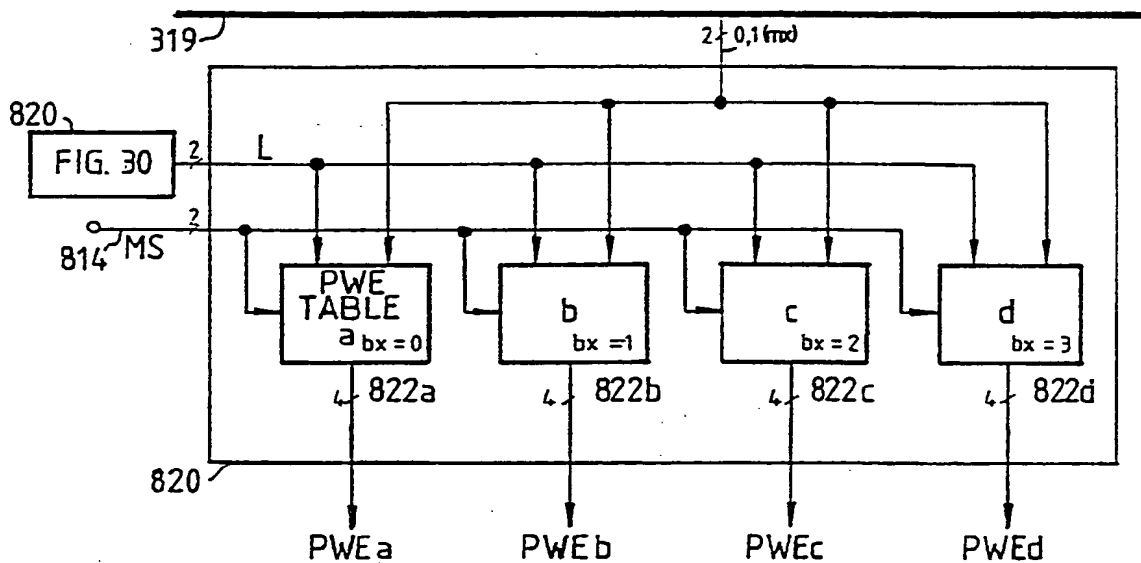 319
2 0,1(mx)
820
FIG. 30
2
L
814
MS
2
PWE
TABLE
a bx=0
b
bx=1
c
bx=2
d
bx=3
4 822a
4 822b
4 822c
4 822d
820
PWEa PWEb PWEc PWEd